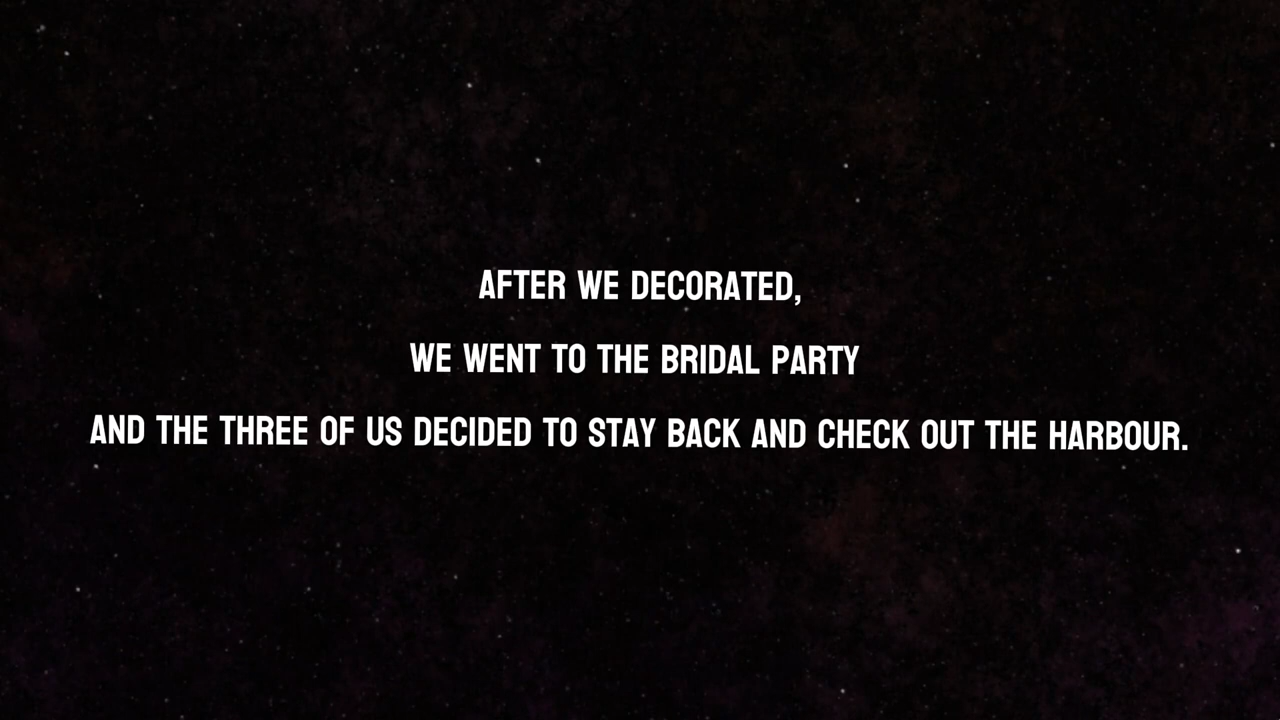 AFTER WE DECORATED,
WE WENT TO THE BRIDAL PARTY
AND THE THREE OF US DECIDED TO STAY BACK AND CHECK OUT THE HARBOUR.